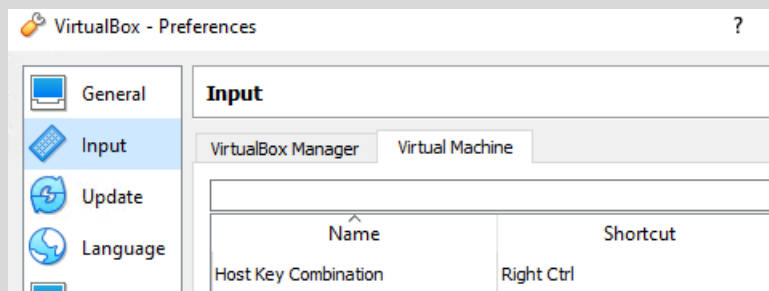 VirtualBox - Preferences ?
General
Input
Update
Language
Input
VirtualBox Manager Virtual Machine
Name Shortcut
Host Key Combination Right Ctrl